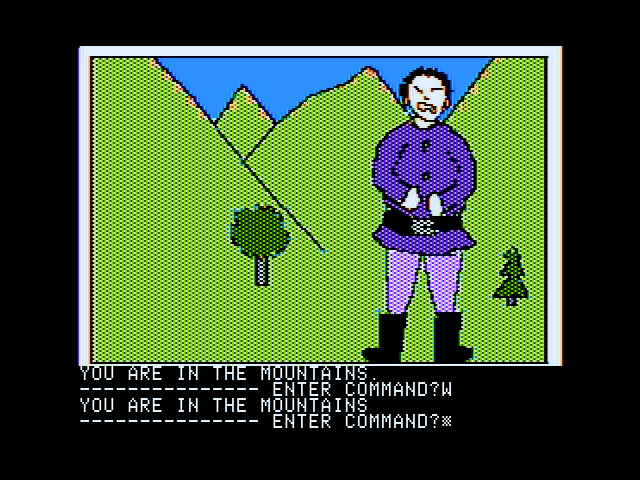 YOU ARE IN THE MOUNTAINS.
--------------- ENTER COMMAND?W
YOU ARE IN THE MOUNTAINS
--------------- ENTER COMMAND?